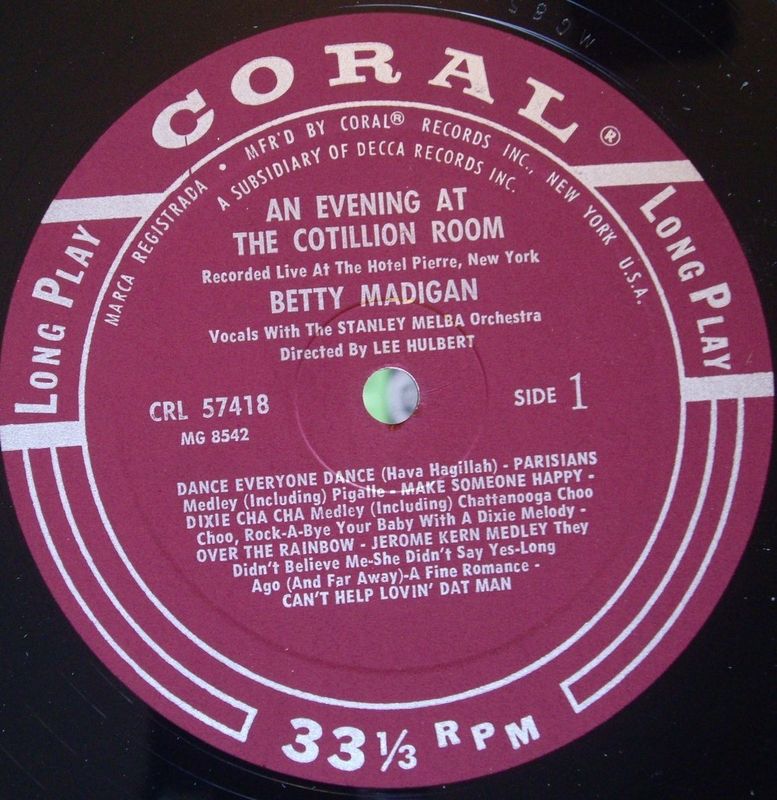 MG 85
CORAL®
MARCA REGISTRADA • MFR'D BY CORAL® RECORDS INC., NEW YORK U.S.A.
A SUBSIDIARY OF DECCA RECORDS INC.
LONG PLAY
LONG PLAY
AN EVENING AT
THE COTILLION ROOM
Recorded Live At The Hotel Pierre, New York
BETTY MADIGAN
Vocals With The STANLEY MELBA Orchestra
Directed By LEE HULBERT
CRL 57418
MG 8542
SIDE 1
DANCE EVERYONE DANCE (Hava Hagillah) - PARISIANS
Medley (Including) Pigalle - MAKE SOMEONE HAPPY -
DIXIE CHA CHA Medley (Including) Chattanooga Choo
Choo, Rock-A-Bye Your Baby With A Dixie Melody -
OVER THE RAINBOW - JEROME KERN MEDLEY They
Didn't Believe Me-She Didn't Say Yes-Long
Ago (And Far Away)-A Fine Romance -
CAN'T HELP LOVIN' DAT MAN
33 1/3 RPM